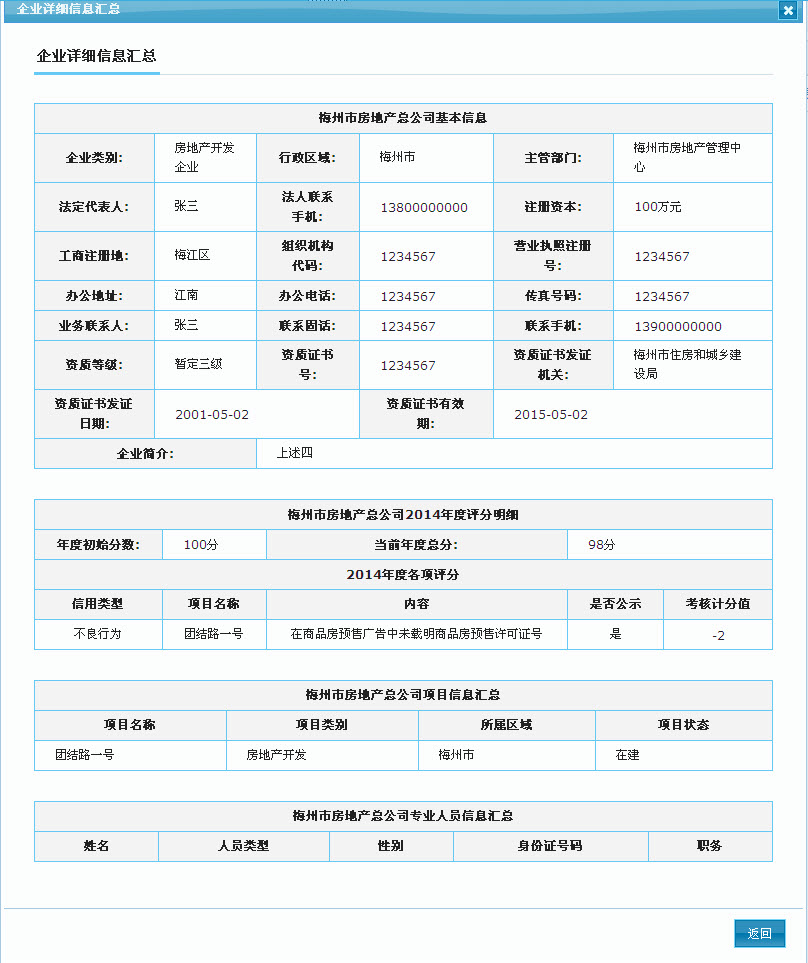 企业详细信息汇总
企业详细信息汇总
梅州市房地产总公司基本信息
企业类别: 房地产开发企业 行政区域: 梅州市 主管部门: 梅州市房地产管理中心
法定代表人: 张三 法人联系手机: 13800000000 注册资本: 100万元
工商注册地: 梅江区 组织机构代码: 1234567 营业执照注册号: 1234567
办公地址: 江南 办公电话: 1234567 传真号码: 1234567
业务联系人: 张三 联系固话: 1234567 联系手机: 13900000000
资质等级: 暂定三级 资质证书号: 1234567 资质证书发证机关: 梅州市住房和城乡建设局
资质证书发证日期: 2001-05-02 资质证书有效期: 2015-05-02
企业简介: 上述四
梅州市房地产总公司2014年度评分明细
年度初始分数: 100分 当前年度总分: 98分
2014年度各项评分
信用类型 项目名称 内容 是否公示 考核计分值
不良行为 团结路一号 在商品房预售广告中未载明商品房预售许可证号 是 -2
梅州市房地产总公司项目信息汇总
项目名称 项目类别 所属区域 项目状态
团结路一号 房地产开发 梅州市 在建
梅州市房地产总公司专业人员信息汇总
姓名 人员类型 性别 身份证号码 职务
返回